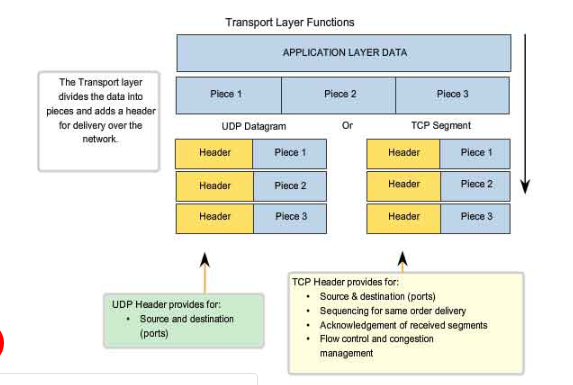 Transport Layer Functions
APPLICATION LAYER DATA
The Transport layer
divides the data into
pieces and adds a header
for delivery over the
network.
Piece 1
Piece 2
Piece 3
UDP Datagram
Or
TCP Segment
Header
Piece 1
Header
Piece 2
Header
Piece 3
Header
Piece 1
Header
Piece 2
Header
Piece 3
UDP Header provides for:
• Source and destination
(ports)
TCP Header provides for:
• Source & destination (ports)
• Sequencing for same order delivery
• Acknowledgement of received segments
• Flow control and congestion
management